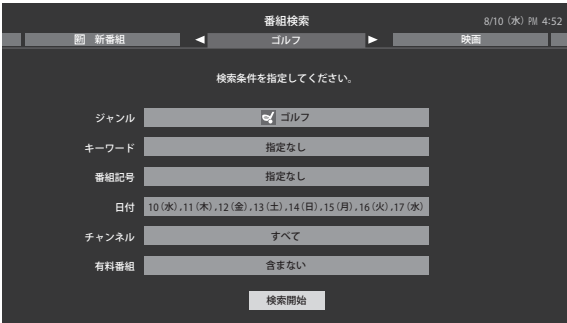 番組検索
8/10（水）PM 4:52
新 新番組
◀ ゴルフ ▶
映画
検索条件を指定してください。
ジャンル ゴルフ
キーワード 指定なし
番組記号 指定なし
日付 10（水）,11（木）,12（金）,13（土）,14（日）,15（月）,16（火）,17（水）
チャンネル すべて
有料番組 含まない
検索開始